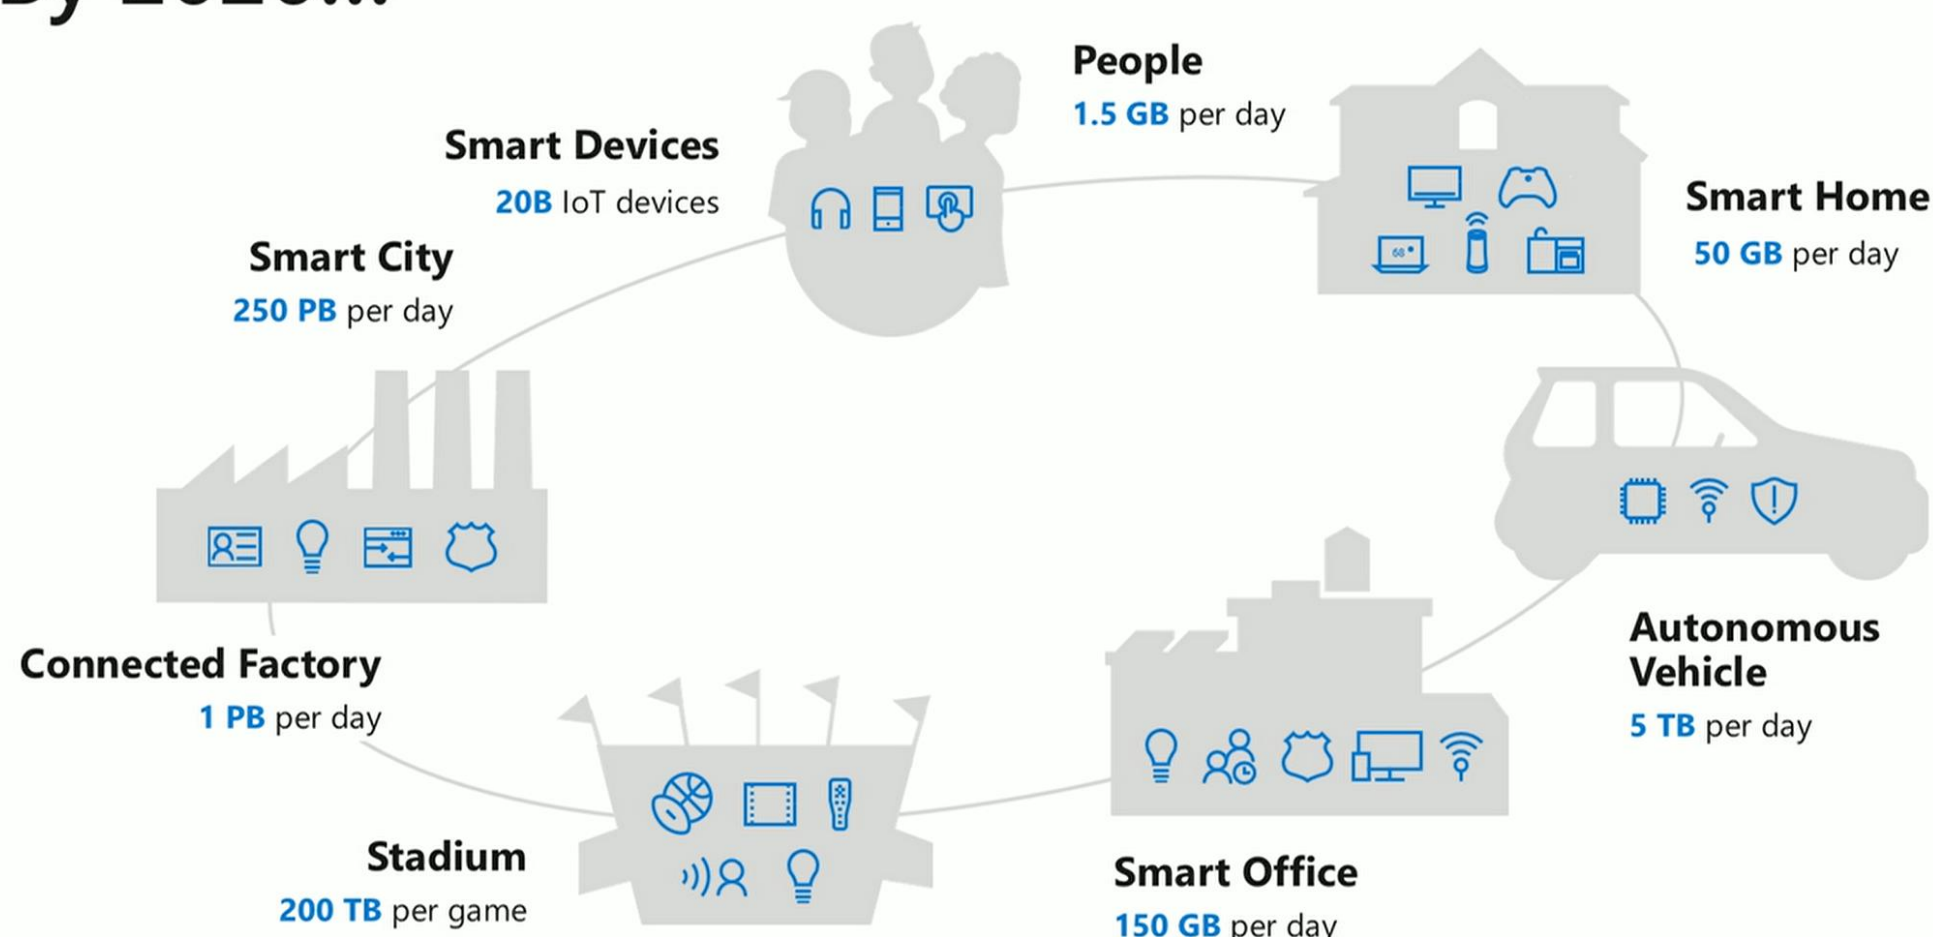 People
1.5 GB per day
Smart Devices
20B IoT devices
Smart Home
50 GB per day
Smart City
250 PB per day
68°
Connected Factory
1 PB per day
Autonomous
Vehicle
5 TB per day
Stadium
200 TB per game
Smart Office
150 GB per day